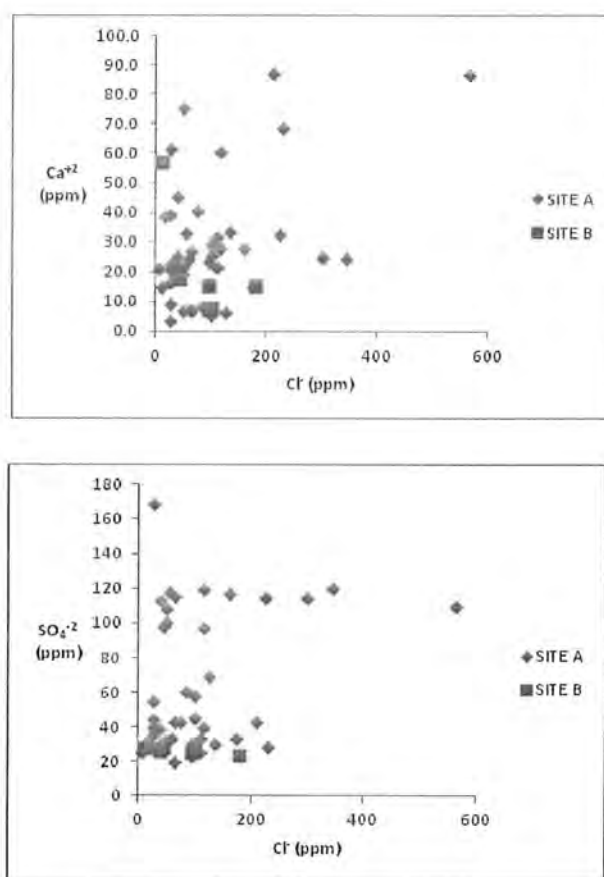 100.0
90.0
80.0
70.0
60.0
50.0
40.0
30.0
20.0
10.0
0.0
Ca⁺²
(ppm)
SITE A
SITE B
0 200 400 600
Cl⁻ (ppm)
180
160
140
120
100
80
60
40
20
0
SO₄⁻²
(ppm)
SITE A
SITE B
0 200 400 600
Cl⁻ (ppm)